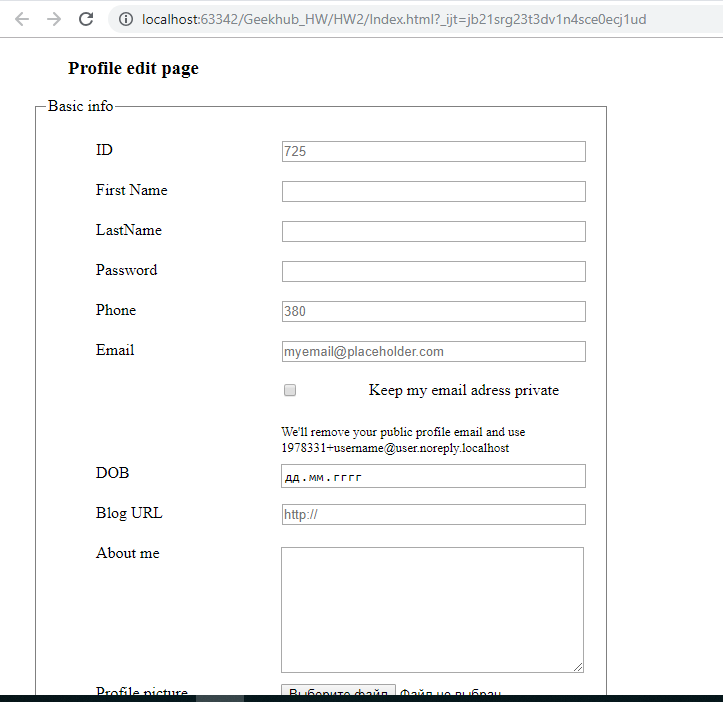 localhost:63342/Geekhub_HW/HW2/Index.html?_ijt=jb21srg23t3dv1n4sce0ecj1ud
Profile edit page
Basic info
ID 725
First Name
LastName
Password
Phone 380
Email myemail@placeholder.com
Keep my email adress private
We'll remove your public profile email and use
1978331+username@user.noreply.localhost
DOB дд.мм.гггг
Blog URL http://
About me
Profile picture Выберите файл Файл не выбран